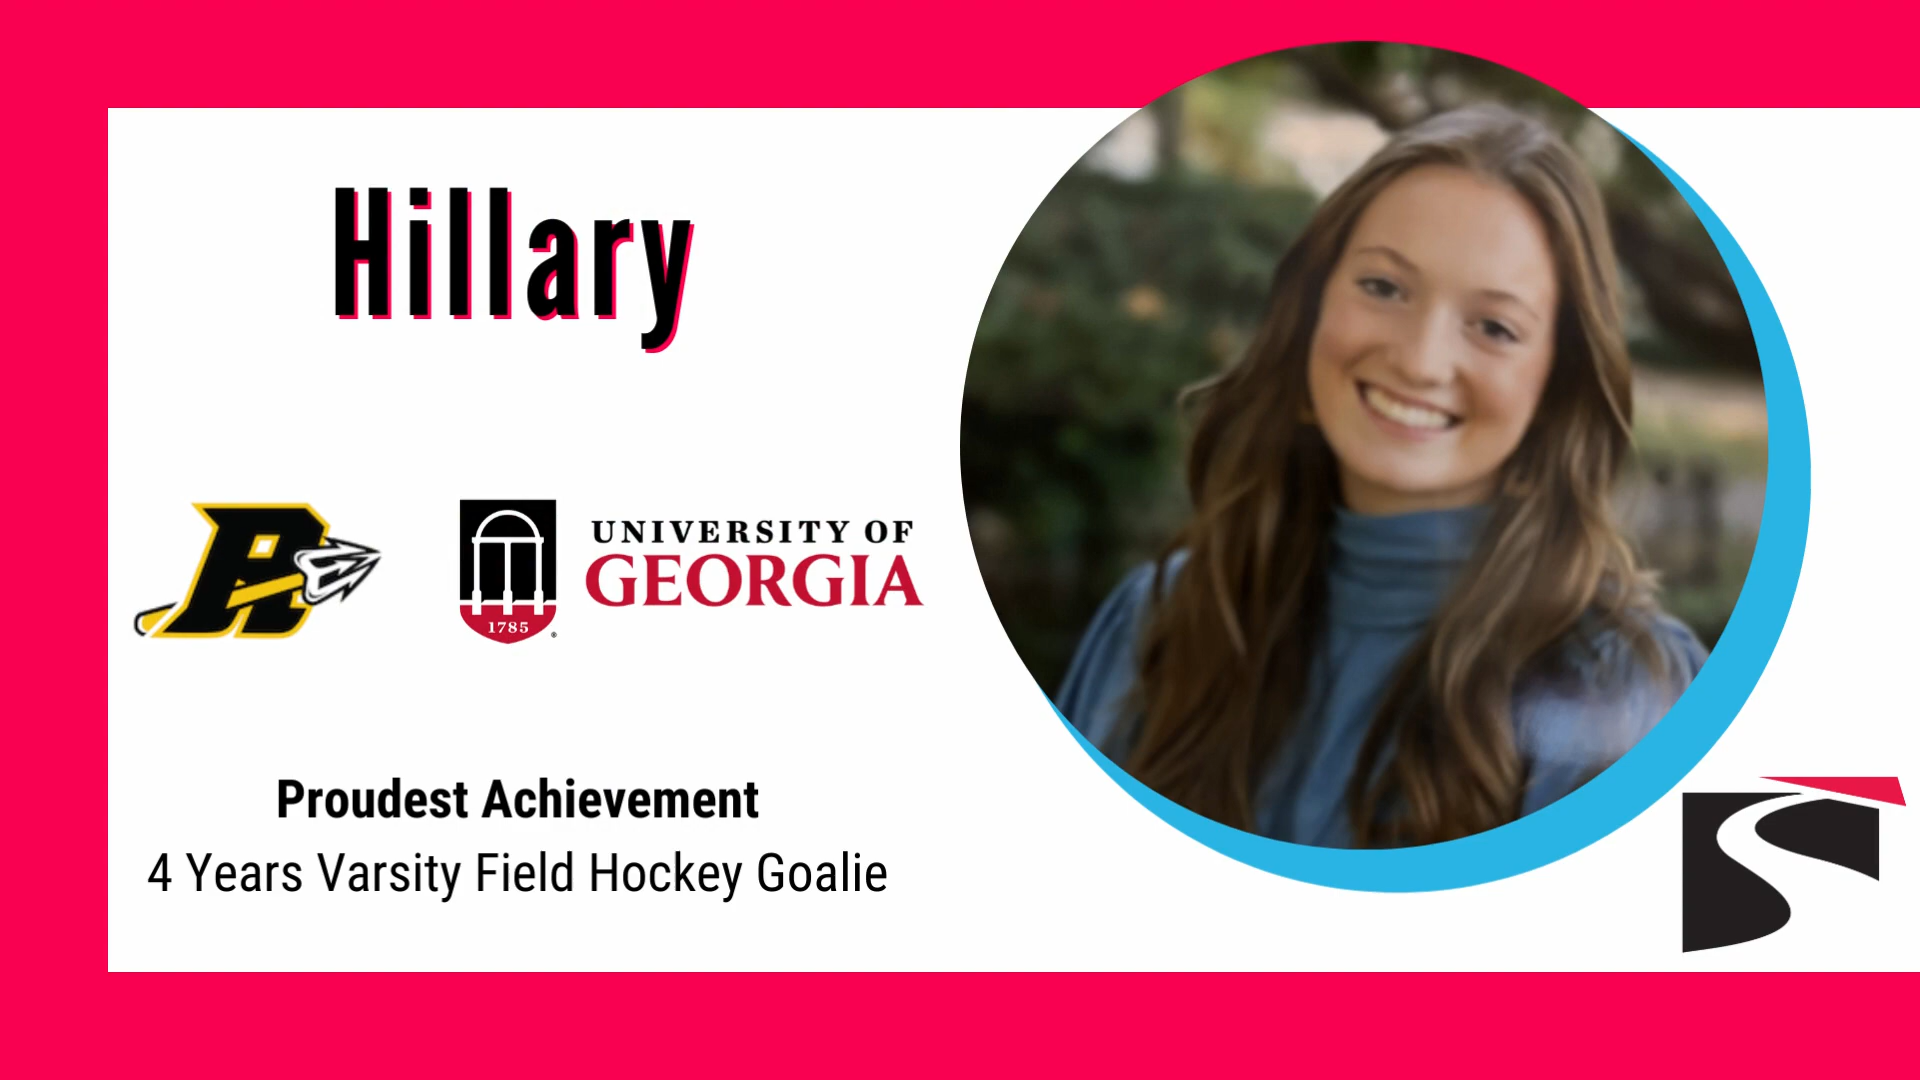 Hillary
R
UNIVERSITY OF
GEORGIA
1785
Proudest Achievement
4 Years Varsity Field Hockey Goalie